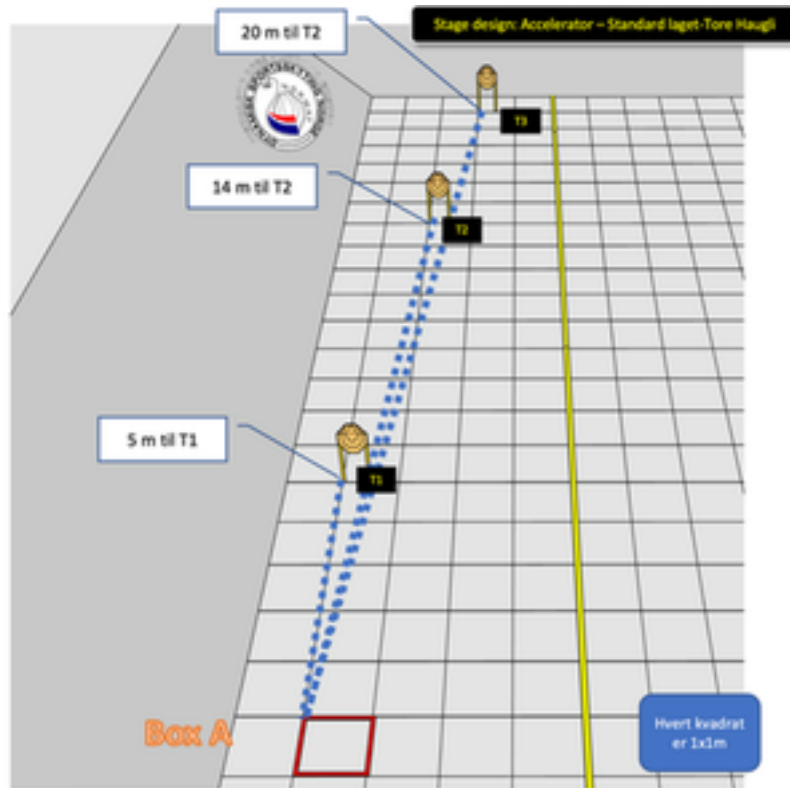 Stage design: Accelerator – Standard laget-Tore Haugli
20 m til T2
T3
14 m til T2
T2
5 m til T1
T1
Box A
Hvert kvadrat
er 1x1m